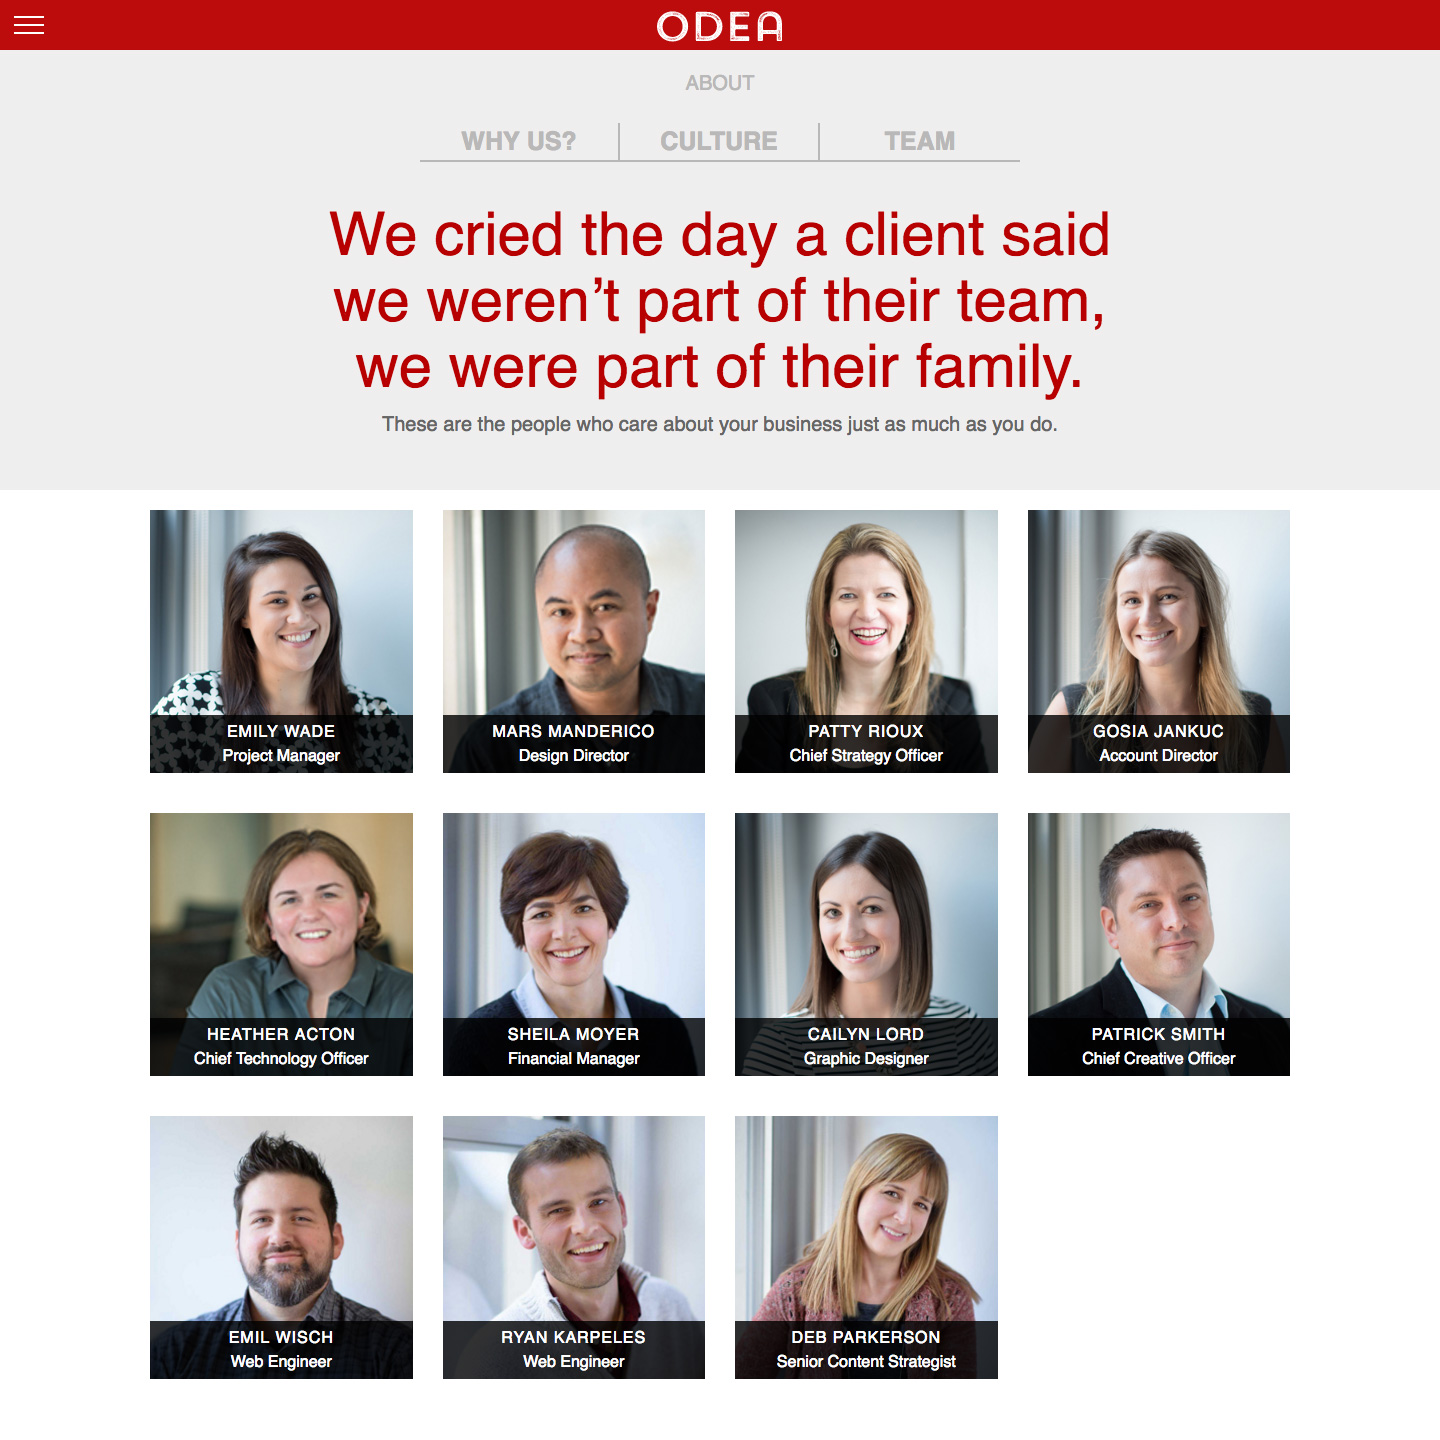 ODEA
ABOUT
WHY US?
CULTURE
TEAM
We cried the day a client said
we weren’t part of their team,
we were part of their family.
These are the people who care about your business just as much as you do.
EMILY WADE
Project Manager
MARS MANDERICO
Design Director
PATTY RIOUX
Chief Strategy Officer
GOSIA JANKUC
Account Director
HEATHER ACTON
Chief Technology Officer
SHEILA MOYER
Financial Manager
CAILYN LORD
Graphic Designer
PATRICK SMITH
Chief Creative Officer
EMIL WISCH
Web Engineer
RYAN KARPELES
Web Engineer
DEB PARKERSON
Senior Content Strategist